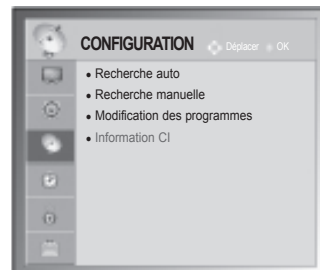 CONFIGURATION Déplacer OK
• Recherche auto
• Recherche manuelle
• Modification des programmes
• Information CI